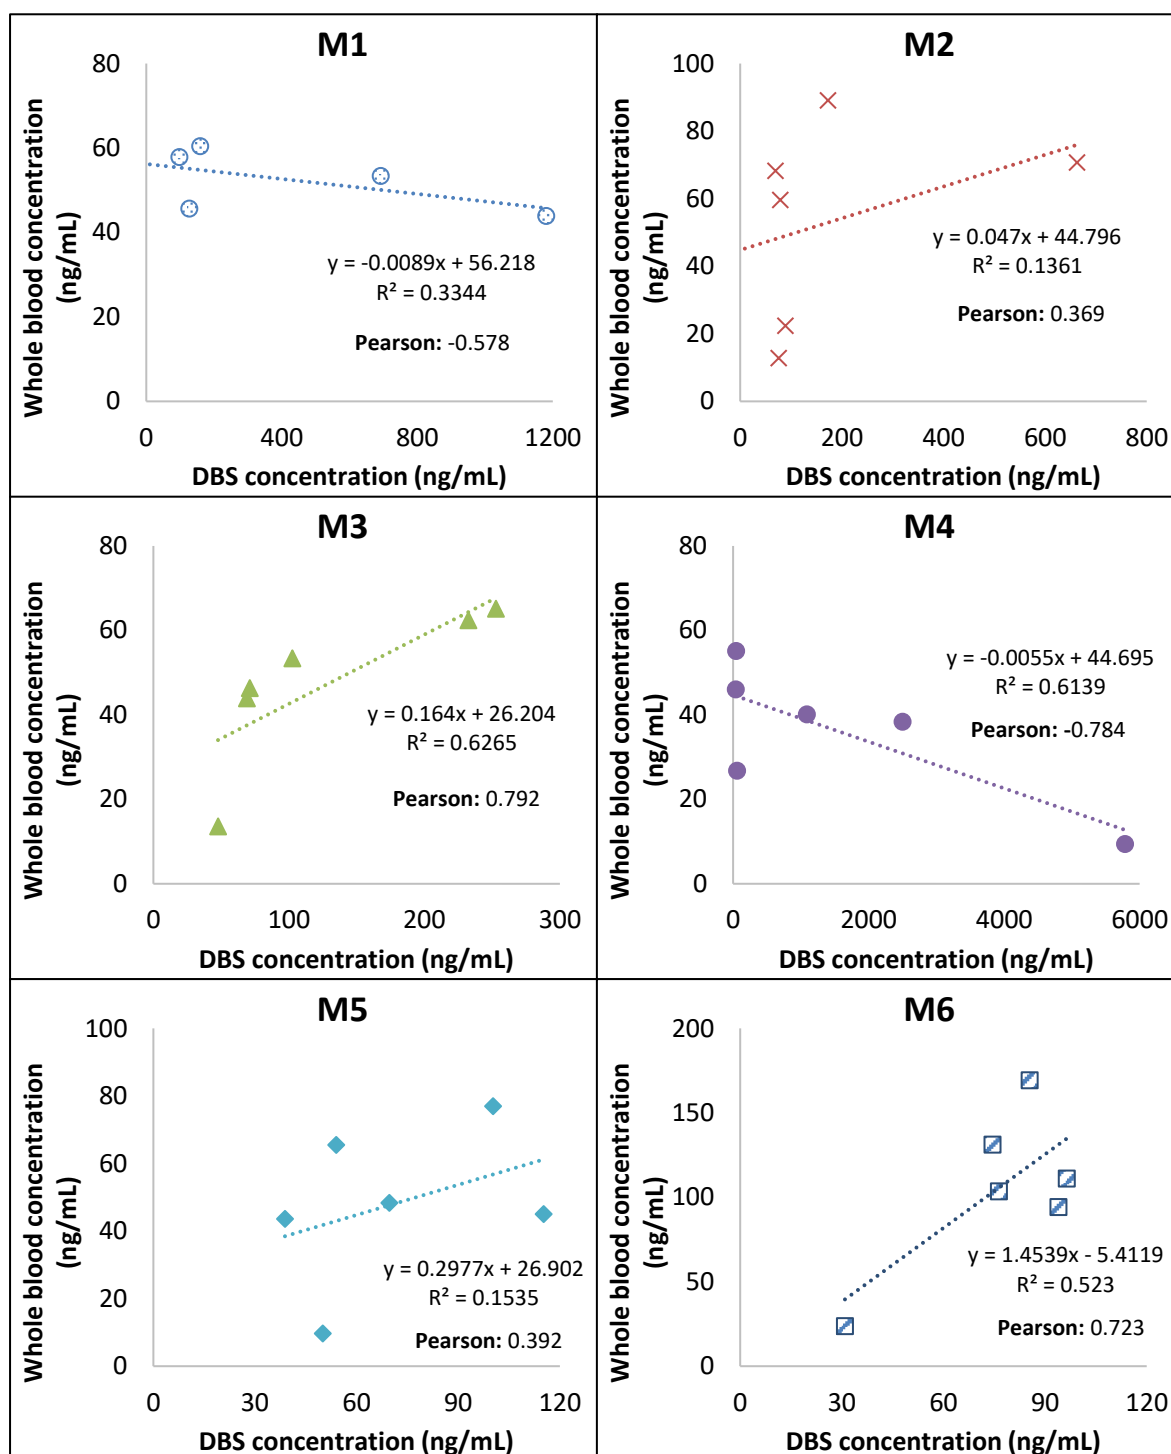 M1
Whole blood concentration
(ng/mL)
80
60
40
20
0
y = -0.0089x + 56.218
R² = 0.3344
Pearson: -0.578
0 400 800 1200
DBS concentration (ng/mL)
M2
Whole blood concentration
(ng/mL)
100
80
60
40
20
0
y = 0.047x + 44.796
R² = 0.1361
Pearson: 0.369
0 200 400 600 800
DBS concentration (ng/mL)
M3
Whole blood concentration
(ng/mL)
80
60
40
20
0
y = 0.164x + 26.204
R² = 0.6265
Pearson: 0.792
0 100 200 300
DBS concentration (ng/mL)
M4
Whole blood concentration
(ng/mL)
80
60
40
20
0
y = -0.0055x + 44.695
R² = 0.6139
Pearson: -0.784
0 2000 4000 6000
DBS concentration (ng/mL)
M5
Whole blood concentration
(ng/mL)
100
80
60
40
20
0
y = 0.2977x + 26.902
R² = 0.1535
Pearson: 0.392
0 30 60 90 120
DBS concentration (ng/mL)
M6
Whole blood concentration
(ng/mL)
200
150
100
50
0
y = 1.4539x - 5.4119
R² = 0.523
Pearson: 0.723
0 30 60 90 120
DBS concentration (ng/mL)